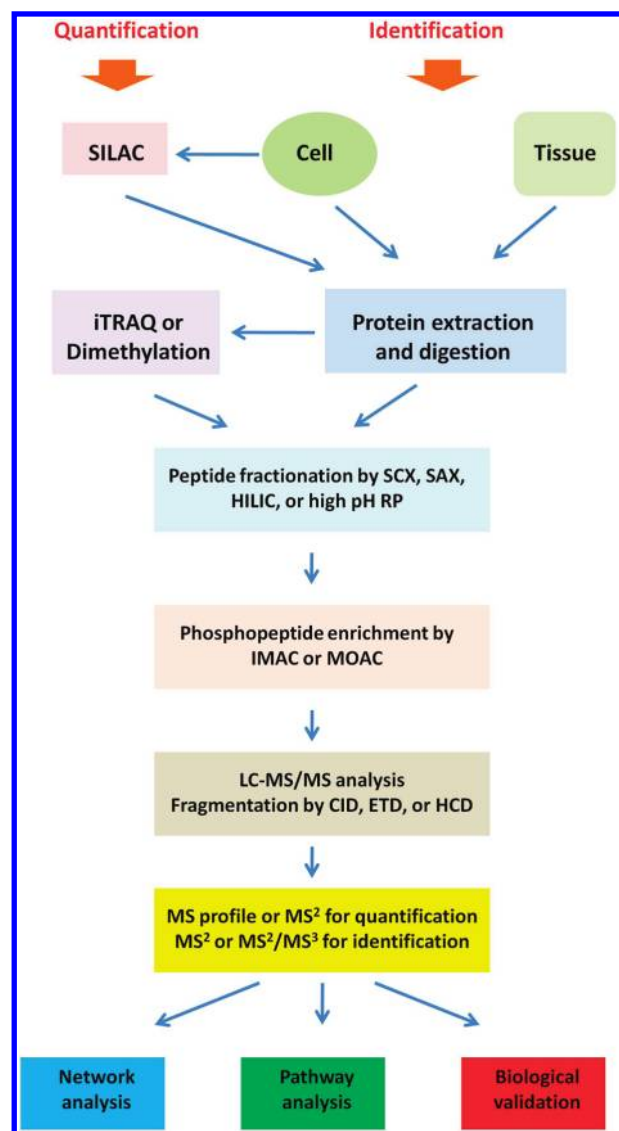 Quantification
Identification
SILAC
Cell
Tissue
iTRAQ or
Dimethylation
Protein extraction
and digestion
Peptide fractionation by SCX, SAX,
HILIC, or high pH RP
Phosphopeptide enrichment by
IMAC or MOAC
LC-MS/MS analysis
Fragmentation by CID, ETD, or HCD
MS profile or MS² for quantification
MS² or MS²/MS³ for identification
Network
analysis
Pathway
analysis
Biological
validation